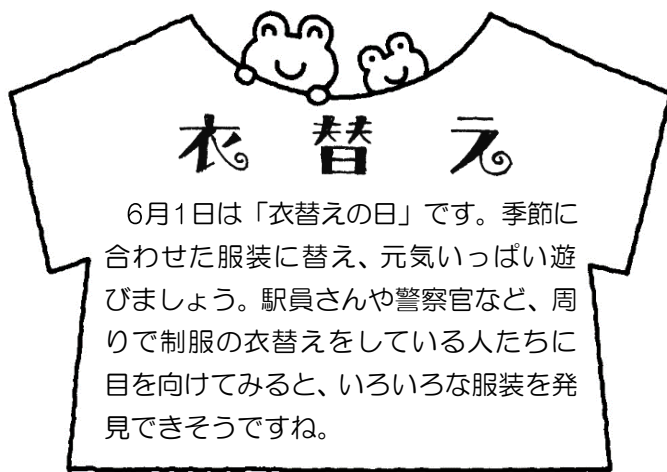 衣替え
6月1日は「衣替えの日」です。季節に
合わせた服装に替え、元気いっぱい遊
びましょう。駅員さんや警察官など、周
りで制服の衣替えをしている人たちに
目を向けてみると、いろいろな服装を発
見できそうですね。